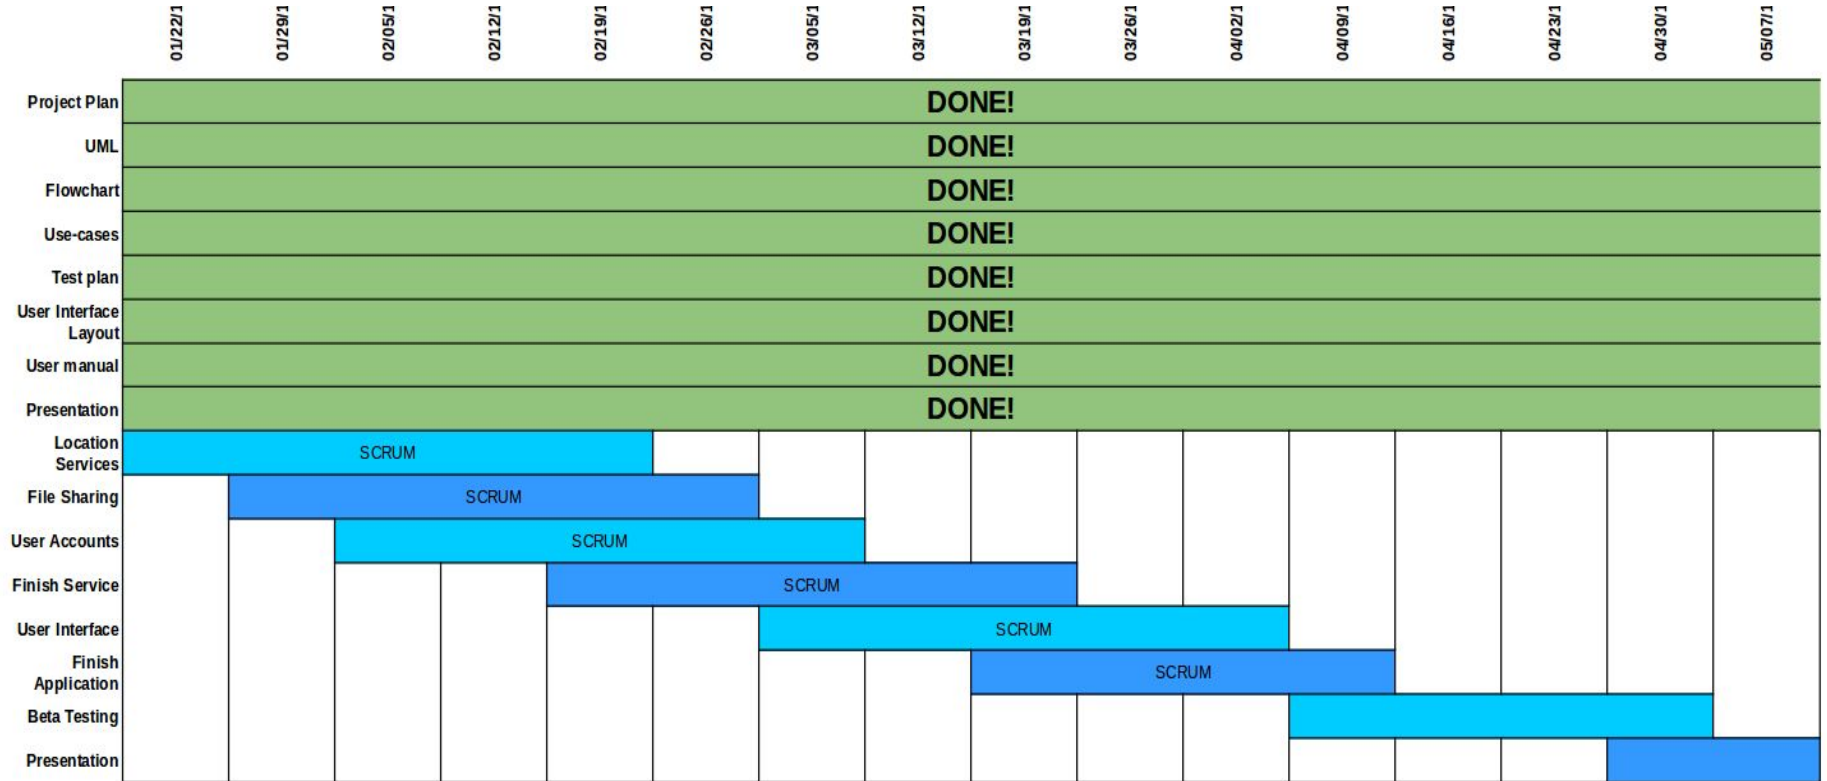 01/22/1 01/29/1 02/05/1 02/12/1 02/19/1 02/26/1 03/05/1 03/12/1 03/19/1 03/26/1 04/02/1 04/09/1 04/16/1 04/23/1 04/30/1 05/07/1
Project Plan DONE!
UML DONE!
Flowchart DONE!
Use-cases DONE!
Test plan DONE!
User Interface
Layout DONE!
User manual DONE!
Presentation DONE!
Location
Services SCRUM
File Sharing SCRUM
User Accounts SCRUM
Finish Service SCRUM
User Interface SCRUM
Finish
Application SCRUM
Beta Testing
Presentation